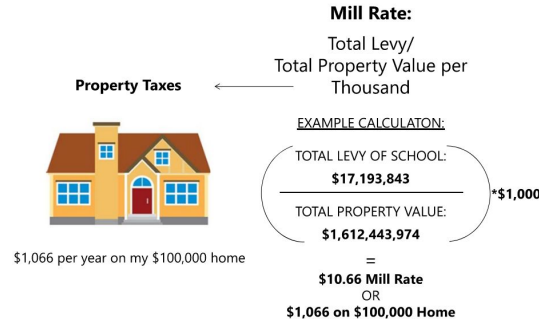 Mill Rate:
Total Levy/
Total Property Value per
Thousand
Property Taxes
EXAMPLE CALCULATON:
TOTAL LEVY OF SCHOOL:
$17,193,843
*$1,000
TOTAL PROPERTY VALUE:
$1,612,443,974
=
$10.66 Mill Rate
OR
$1,066 on $100,000 Home
$1,066 per year on my $100,000 home